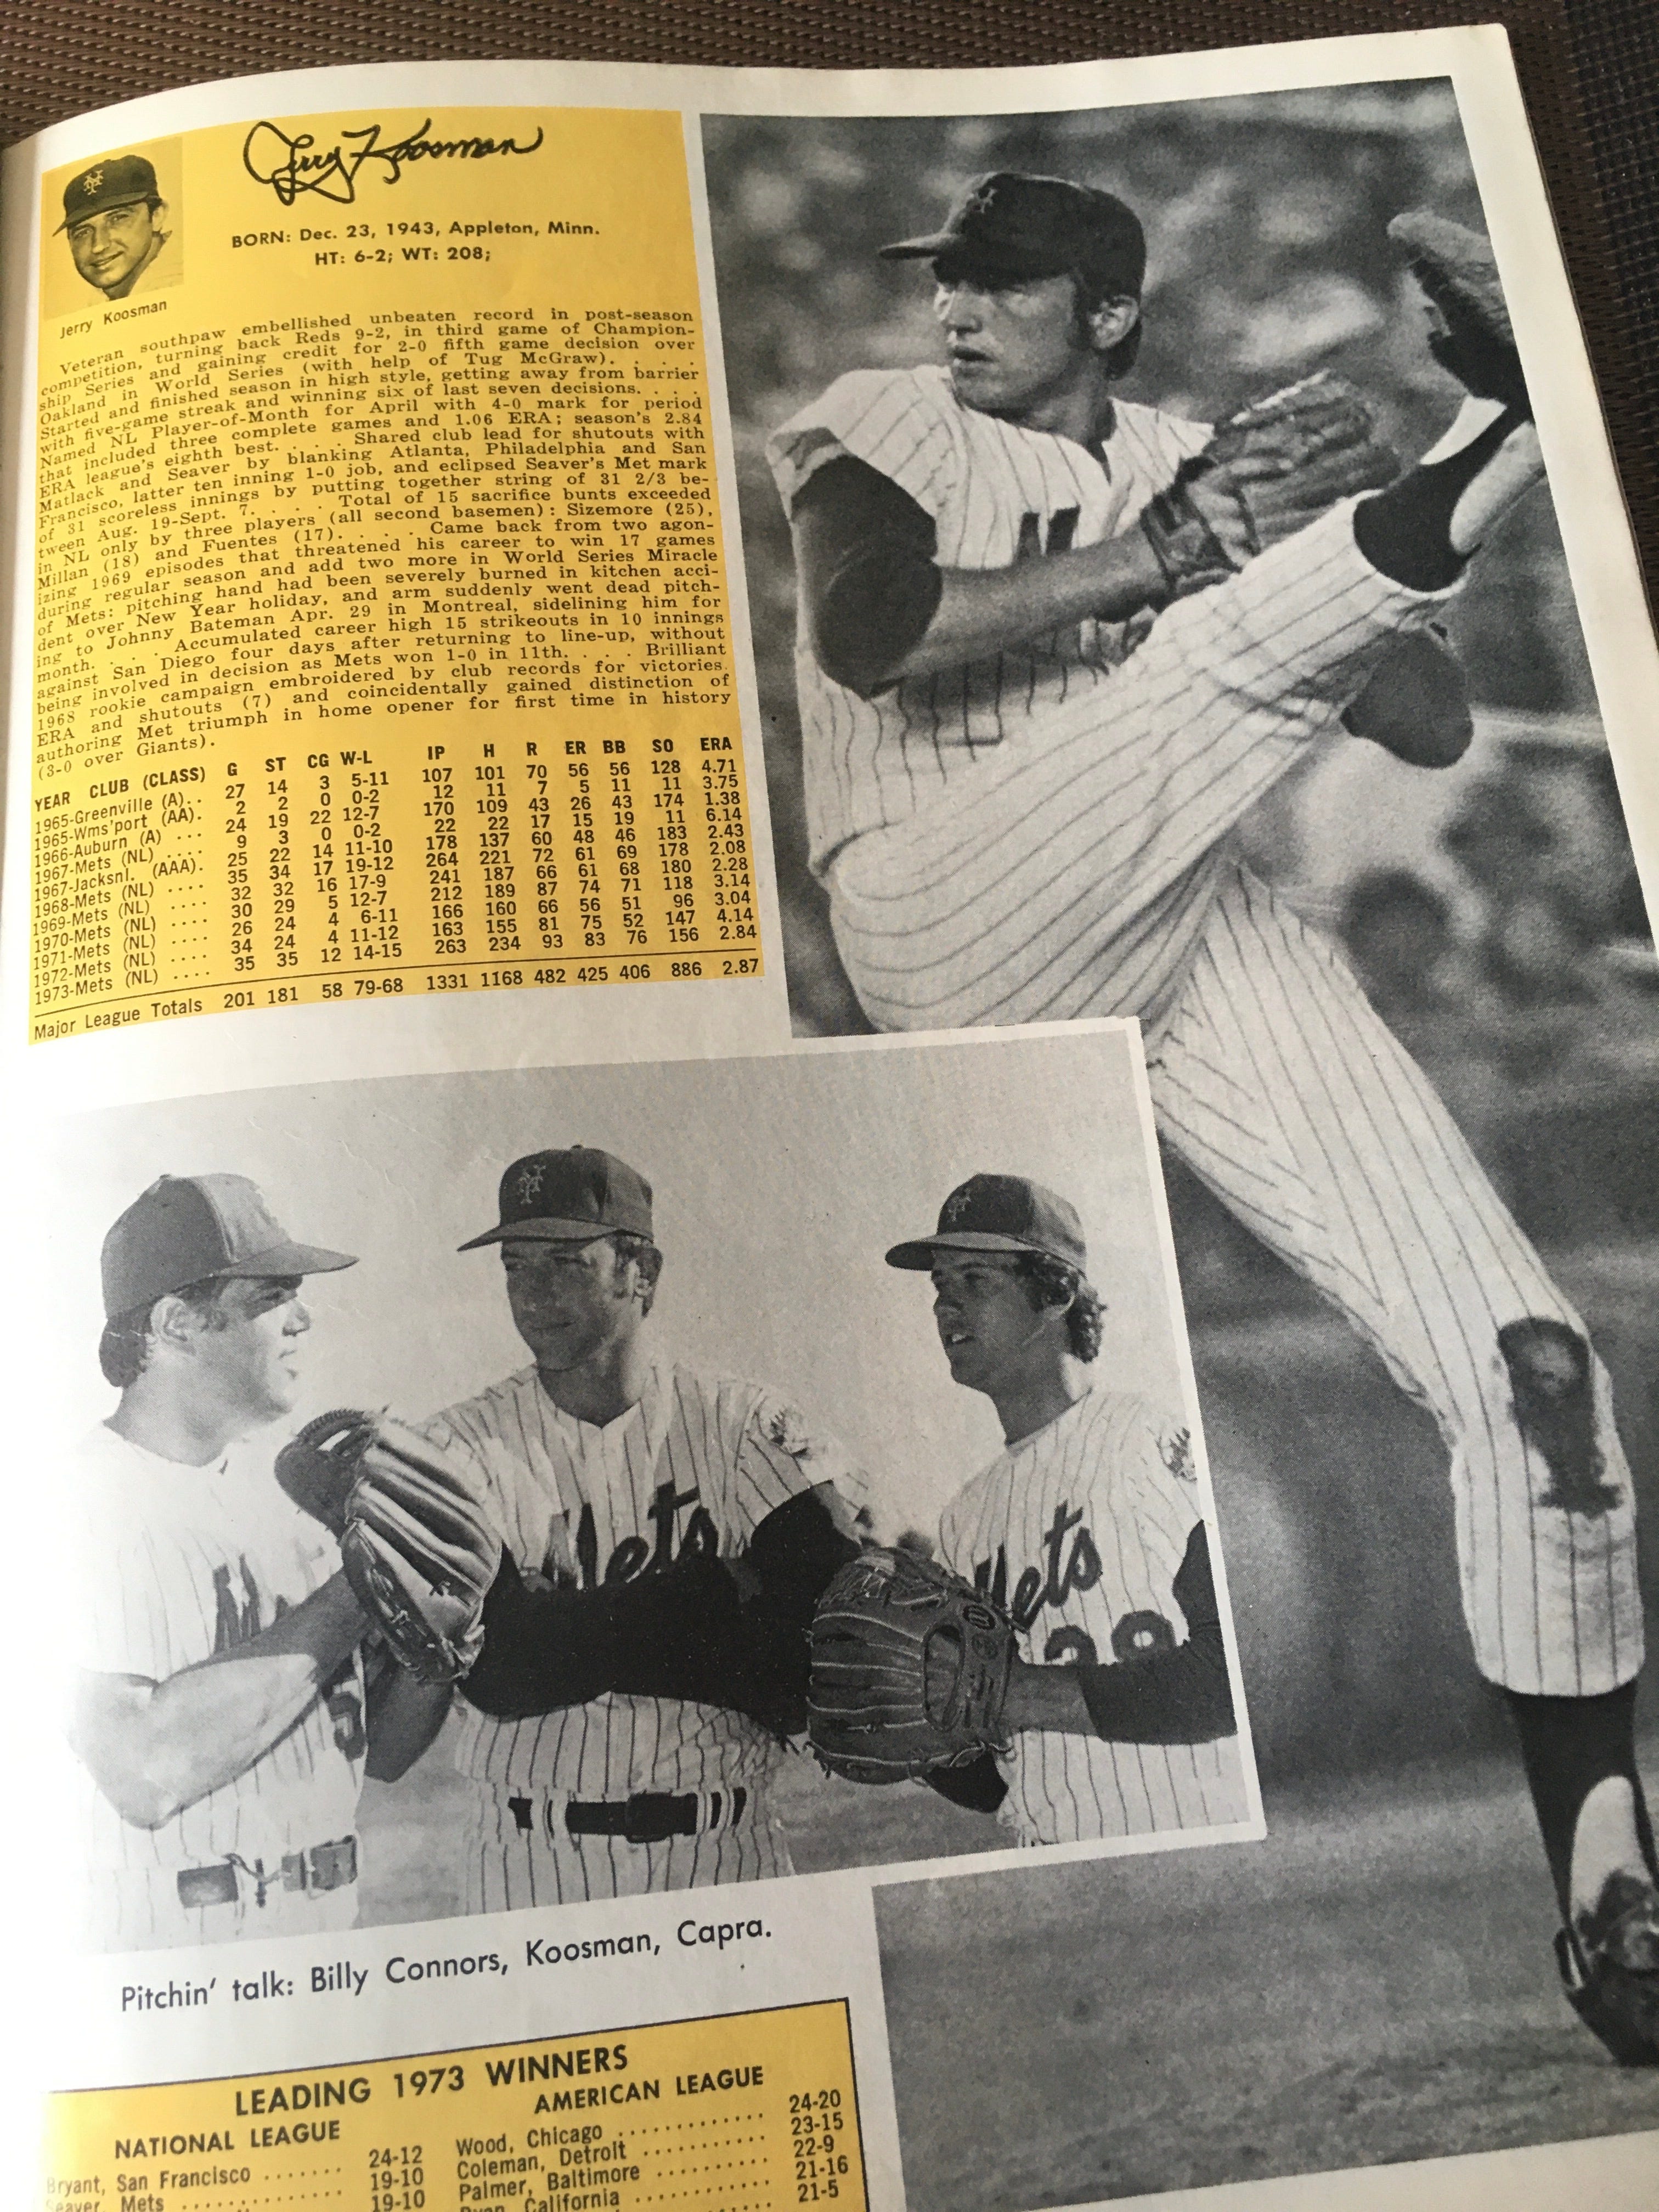 Jerry Koosman
BORN: Dec. 23, 1943, Appleton, Minn.
HT: 6-2; WT: 208;
Jerry Koosman
Veteran southpaw embellished unbeaten record in post-season
competition, turning back Reds 9-2, in third game of Champion-
ship Series and gaining credit for 2-0 fifth game decision over
Oakland in World Series (with help of Tug McGraw). . . .
Started and finished season in high style, getting away from barrier
with five-game streak and winning six of last seven decisions. . . .
Named NL Player-of-Month for April with 4-0 mark for period
that included three complete games and 1.06 ERA; season's 2.84
ERA league's eighth best. . . . Shared club lead for shutouts with
Matlack and Seaver by blanking Atlanta, Philadelphia and San
Francisco, latter ten inning 1-0 job, and eclipsed Seaver's Met mark
of 31 scoreless innings by putting together string of 31 2/3 be-
tween Aug. 19-Sept. 7. . . . Total of 15 sacrifice bunts exceeded
in NL only by three players (all second basemen): Sizemore (25),
Millan (18) and Fuentes (17). . . . Came back from two agon-
izing 1969 episodes that threatened his career to win 17 games
during regular season and add two more in World Series Miracle
of Mets: pitching hand had been severely burned in kitchen acci-
dent over New Year holiday, and arm suddenly went dead pitch-
ing to Johnny Bateman Apr. 29 in Montreal, sidelining him for
month. . . . Accumulated career high 15 strikeouts in 10 innings
against San Diego four days after returning to line-up, without
being involved in decision as Mets won 1-0 in 11th. . . . Brilliant
1968 rookie campaign embroidered by club records for victories,
ERA and shutouts (7) and coincidentally gained distinction of
authoring Met triumph in home opener for first time in history
(3-0 over Giants).
YEAR CLUB (CLASS) G ST CG W-L IP H R ER BB SO ERA
1965-Greenville (A).. 27 14 3 5-11 107 101 70 56 56 128 4.71
1965-Wms'port (AA). 2 2 0 0-2 12 11 7 5 11 11 3.75
1966-Auburn (A) ... 24 19 22 12-7 170 109 43 26 43 174 1.38
1967-Mets (NL) .... 9 3 0 0-2 22 22 17 15 19 11 6.14
1967-Jacksnl. (AAA). 25 22 14 11-10 178 137 60 48 46 183 2.43
1968-Mets (NL) .... 35 34 17 19-12 264 221 72 61 69 178 2.08
1969-Mets (NL) .... 32 32 16 17-9 241 187 66 61 68 180 2.28
1970-Mets (NL) .... 30 29 5 12-7 212 189 87 74 71 118 3.14
1971-Mets (NL) .... 26 24 4 6-11 166 160 66 56 51 96 3.04
1972-Mets (NL) .... 34 24 4 11-12 163 155 81 75 52 147 4.14
1973-Mets (NL) .... 35 35 12 14-15 263 234 93 83 76 156 2.84
Major League Totals 201 181 58 79-68 1331 1168 482 425 406 886 2.87
Mets
Mets
38
5
Pitchin' talk: Billy Connors, Koosman, Capra.
LEADING 1973 WINNERS
NATIONAL LEAGUE
Bryant, San Francisco ....... 24-12
Seaver, Mets ............ 19-10
19-10
AMERICAN LEAGUE
Wood, Chicago ........... 24-20
Coleman, Detroit ......... 23-15
Palmer, Baltimore ......... 22-9
Ryan, California .......... 21-16
21-5